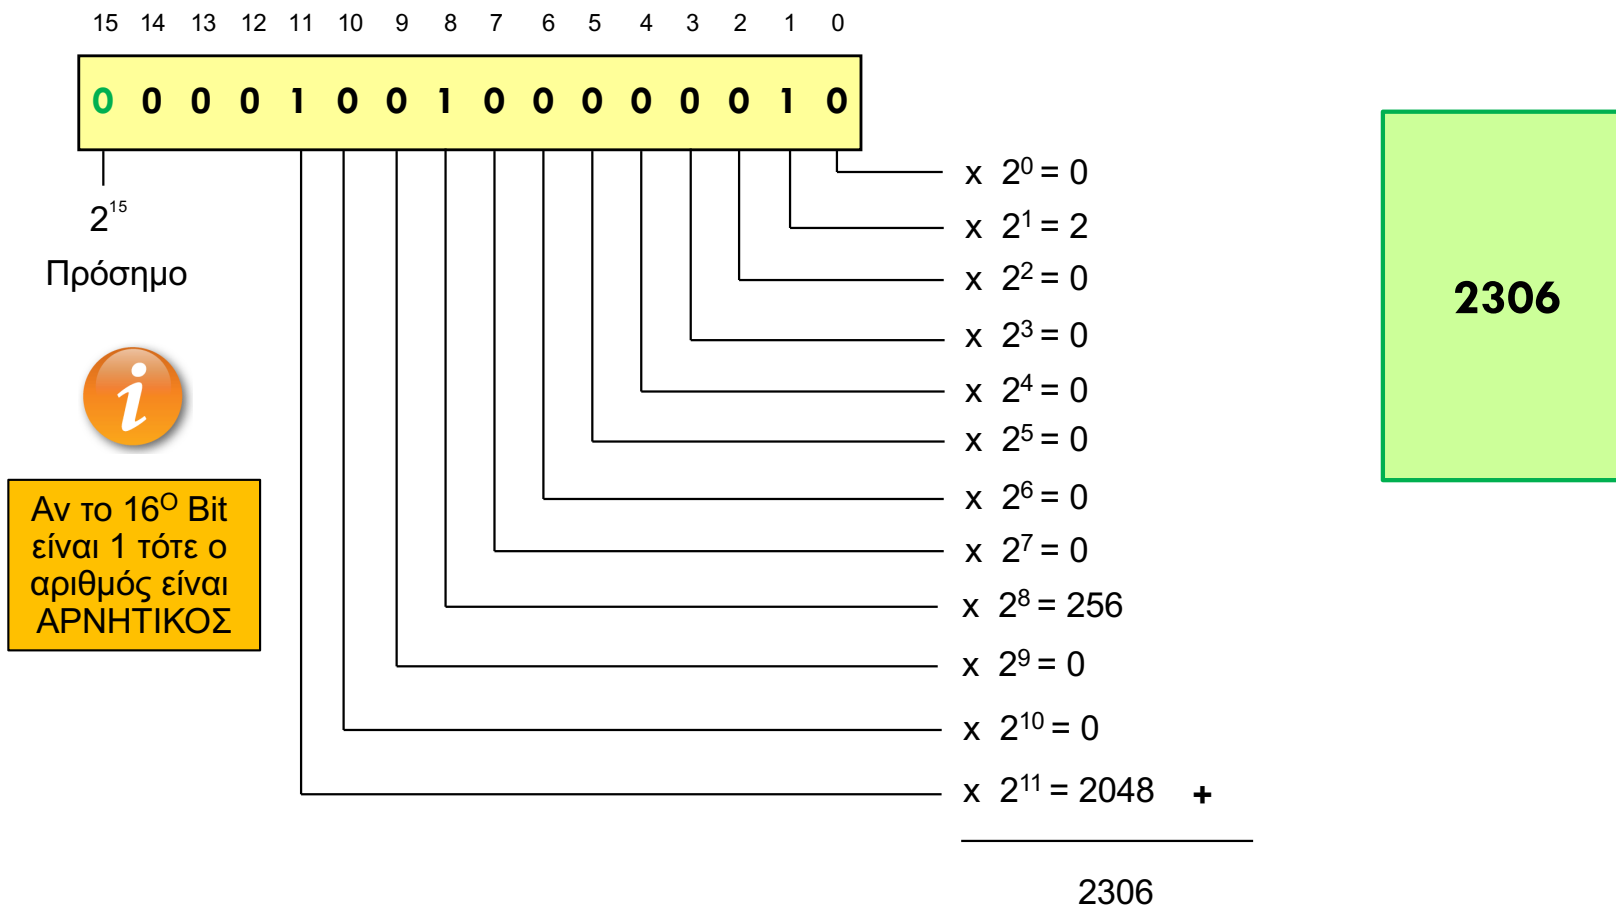 15 14 13 12 11 10 9 8 7 6 5 4 3 2 1 0
0 0 0 0 1 0 0 1 0 0 0 0 0 0 1 0
2¹⁵
Πρόσημο
i
Αν το 16ᴼ Bit
είναι 1 τότε ο
αριθμός είναι
ΑΡΝΗΤΙΚΟΣ
x 2⁰ = 0
x 2¹ = 2
x 2² = 0
x 2³ = 0
x 2⁴ = 0
x 2⁵ = 0
x 2⁶ = 0
x 2⁷ = 0
x 2⁸ = 256
x 2⁹ = 0
x 2¹⁰ = 0
x 2¹¹ = 2048 +
2306
2306